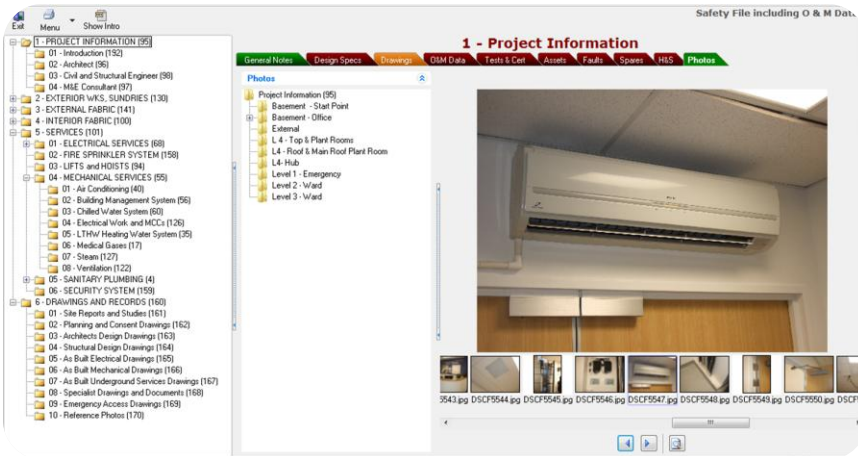 Safety File including O & M Dat
Exit Menu Show Intro
1 - PROJECT INFORMATION (95)
01 - Introduction (192)
02 - Architect (96)
03 - Civil and Structural Engineer (98)
04 - M&E Consultant (97)
2 - EXTERIOR WKS, SUNDRIES (130)
3 - EXTERNAL FABRIC (141)
4 - INTERIOR FABRIC (100)
5 - SERVICES (101)
01 - ELECTRICAL SERVICES (68)
02 - FIRE SPRINKLER SYSTEM (158)
03 - LIFTS and HOISTS (94)
04 - MECHANICAL SERVICES (55)
01 - Air Conditioning (40)
02 - Building Management System (56)
03 - Chilled Water System (60)
04 - Electrical Work and MCCs (126)
05 - LTHW Heating Water System (35)
06 - Medical Gases (17)
07 - Steam (127)
08 - Ventilation (122)
05 - SANITARY PLUMBING (4)
06 - SECURITY SYSTEM (159)
6 - DRAWINGS AND RECORDS (160)
01 - Site Reports and Studies (161)
02 - Planning and Consent Drawings (162)
03 - Architects Design Drawings (163)
04 - Structural Design Drawings (164)
05 - As Built Electrical Drawings (165)
06 - As Built Mechanical Drawings (166)
07 - As Built Underground Services Drawings (167)
08 - Specialist Drawings and Documents (168)
09 - Emergency Access Drawings (169)
10 - Reference Photos (170)
1 - Project Information
General Notes Design Specs Drawings O&M Data Tests & Cert Assets Faults Spares H&S Photos
Photos
Project Information (95)
Basement - Start Point
Basement - Office
External
L 4 - Top & Plant Rooms
L4 - Roof & Main Roof Plant Room
L4- Hub
Level 1 - Emergency
Level 2 - Ward
Level 3 - Ward
5543.jpg DSCF5544.jpg DSCF5545.jpg DSCF5546.jpg DSCF5547.jpg DSCF5548.jpg DSCF5549.jpg DSCF5550.jpg DSCF